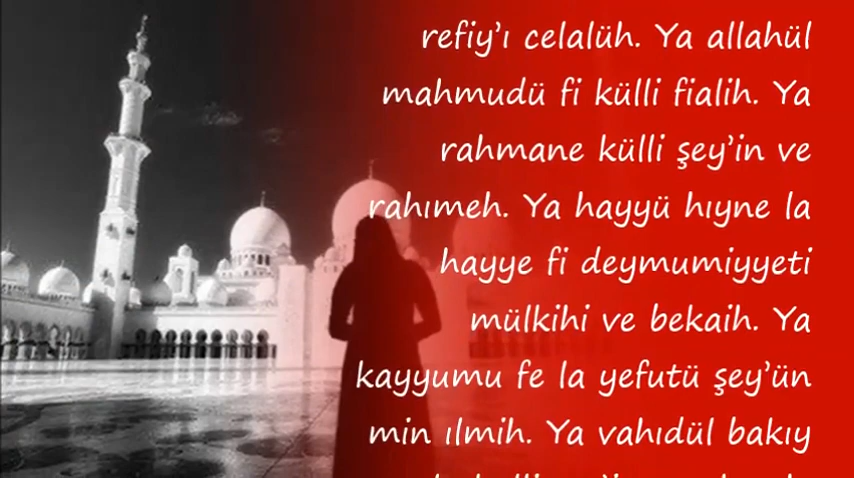 refiy'ı celalüh. Ya allahül
mahmudü fi külli fialih. Ya
rahmane külli şey'in ve
rahımeh. Ya hayyü hıyne la
hayye fi deymumiyyeti
mülkihi ve bekaih. Ya
kayyumu fe la yefutü şey'ün
min ılmih. Ya vahıdül bakıy